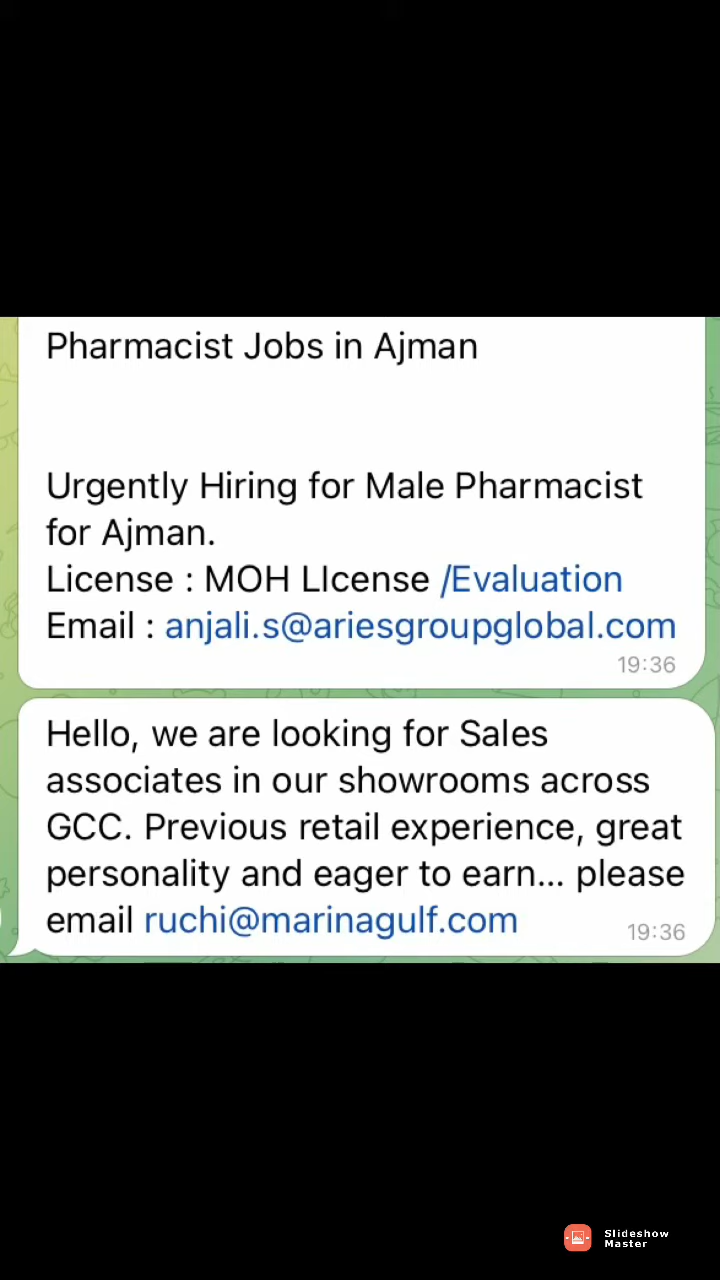 Pharmacist Jobs in Ajman
Urgently Hiring for Male Pharmacist
for Ajman.
License : MOH LIcense /Evaluation
Email : anjali.s@ariesgroupglobal.com
19:36
Hello, we are looking for Sales
associates in our showrooms across
GCC. Previous retail experience, great
personality and eager to earn... please
email ruchi@marinagulf.com
19:36
Slideshow
Master